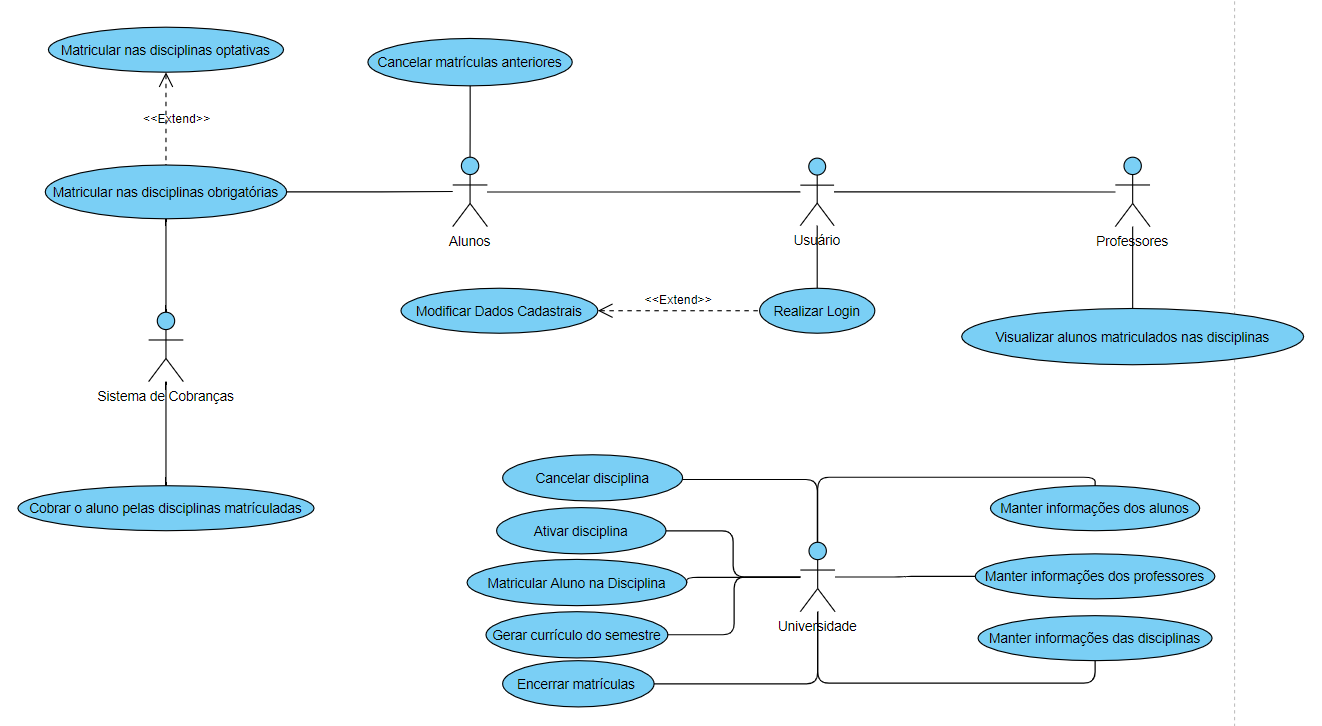 Matricular nas disciplinas optativas
Cancelar matrículas anteriores
<<Extend>>
Matricular nas disciplinas obrigatórias
Alunos
Usuário
Professores
<<Extend>>
Modificar Dados Cadastrais
Realizar Login
Visualizar alunos matriculados nas disciplinas
Sistema de Cobranças
Cobrar o aluno pelas disciplinas matrículadas
Cancelar disciplina
Ativar disciplina
Matricular Aluno na Disciplina
Gerar currículo do semestre
Encerrar matrículas
Universidade
Manter informações dos alunos
Manter informações dos professores
Manter informações das disciplinas